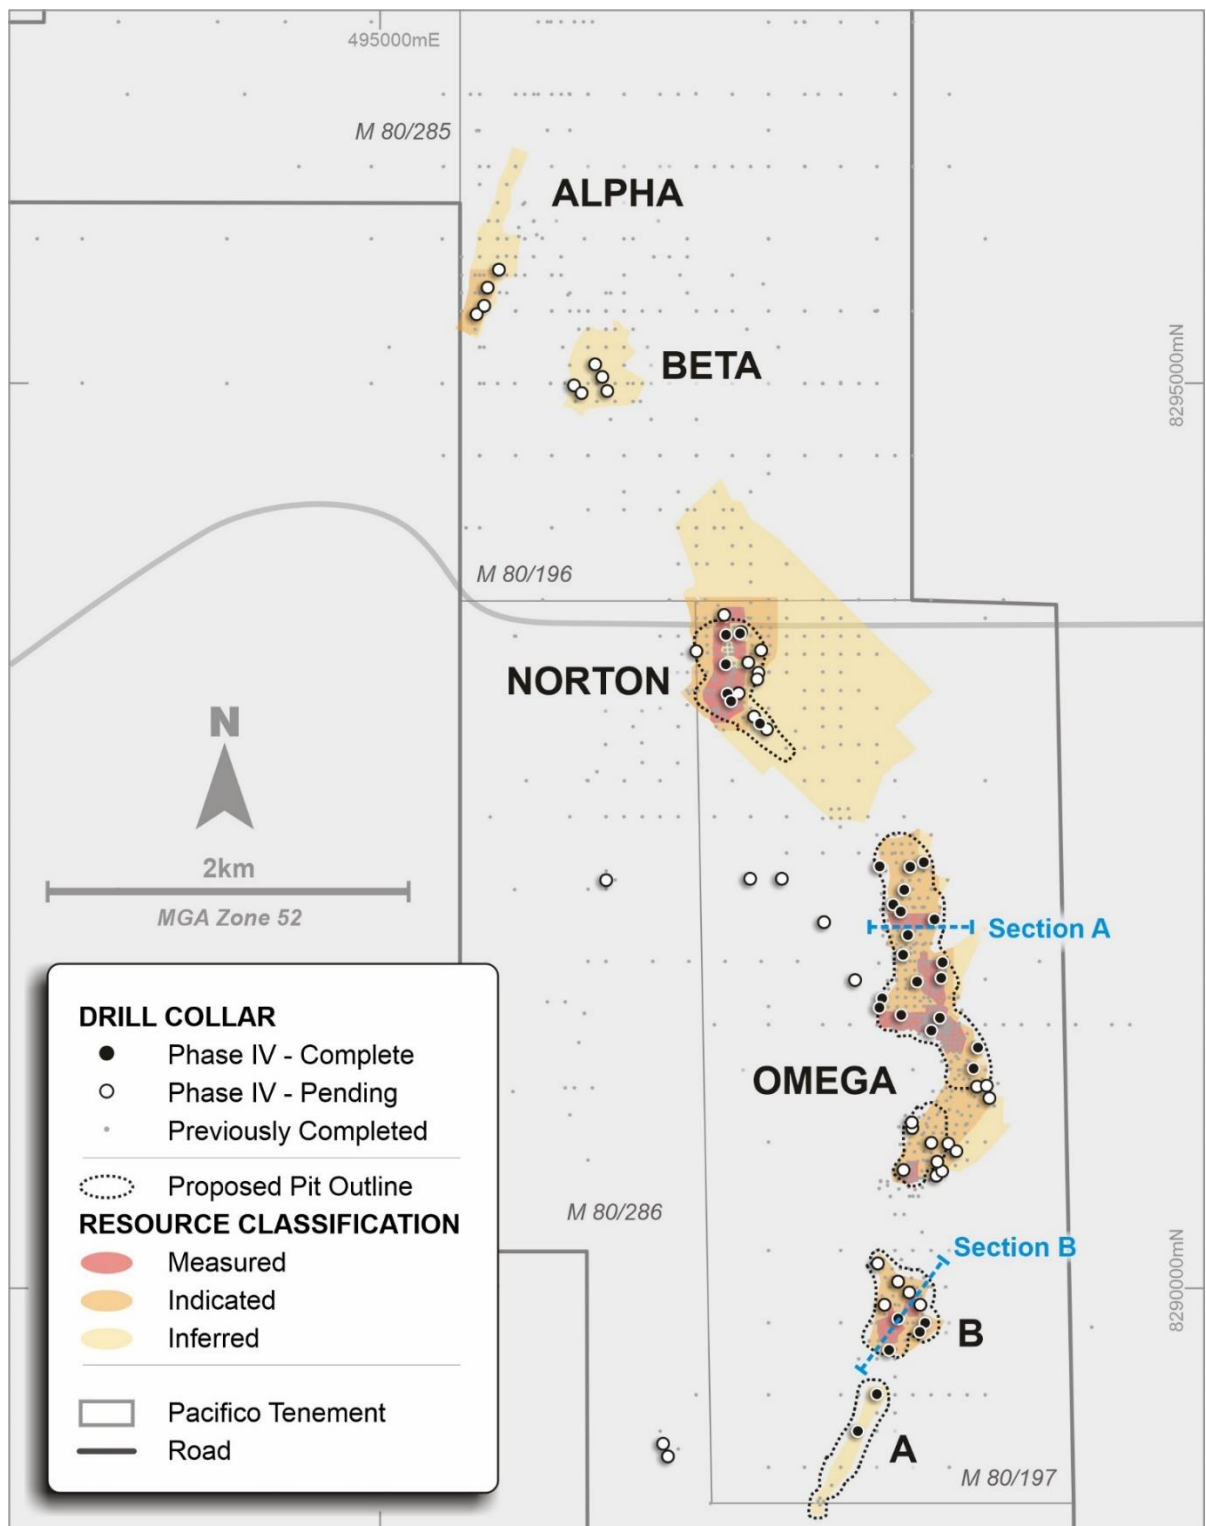 495000mE
M 80/285
ALPHA
BETA
8295000mN
M 80/196
NORTON
N
2km
MGA Zone 52
Section A
OMEGA
DRILL COLLAR
Phase IV - Complete
Phase IV - Pending
Previously Completed
Proposed Pit Outline
RESOURCE CLASSIFICATION
Measured
Indicated
Inferred
Pacifico Tenement
Road
M 80/286
Section B
8290000mN
B
A
M 80/197